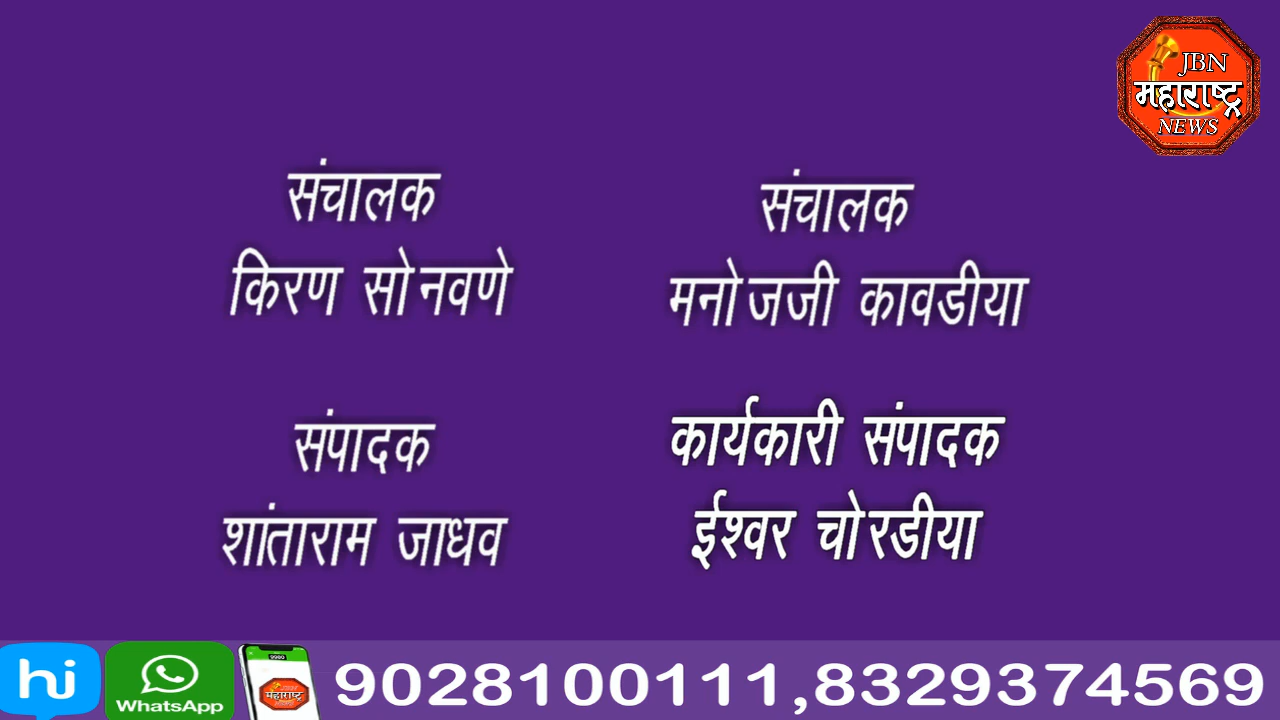 JBN
महाराष्ट्र
NEWS
संचालक
किरण सोनवणे
संचालक
मनोजजी कावडीया
संपादक
शांताराम जाधव
कार्यकारी संपादक
ईश्वर चोरडीया
hi
WhatsApp
महाराष्ट्र
9028100111,8329374569